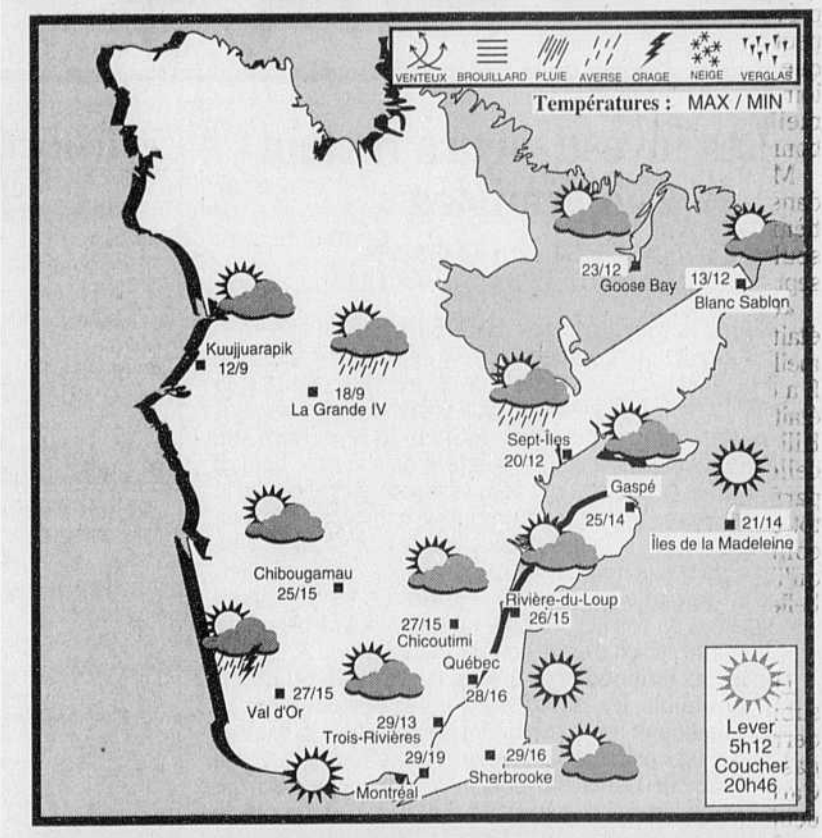 VENTEUX BROUILLARD PLUIE AVERSE ORAGE NEIGE VERGLAS
Températures : MAX / MIN
23/12
Goose Bay
13/12
Blanc Sablon
Kuujjuarapik
12/9
18/9
La Grande IV
Sept-Îles
20/12
Gaspé
25/14
21/14
Îles de la Madeleine
Chibougamau
25/15
27/15
Chicoutimi
Rivière-du-Loup
26/15
Québec
28/16
27/15
Val d'Or
29/13
Trois-Rivières
29/19
Montréal
29/16
Sherbrooke
Lever
5h12
Coucher
20h46